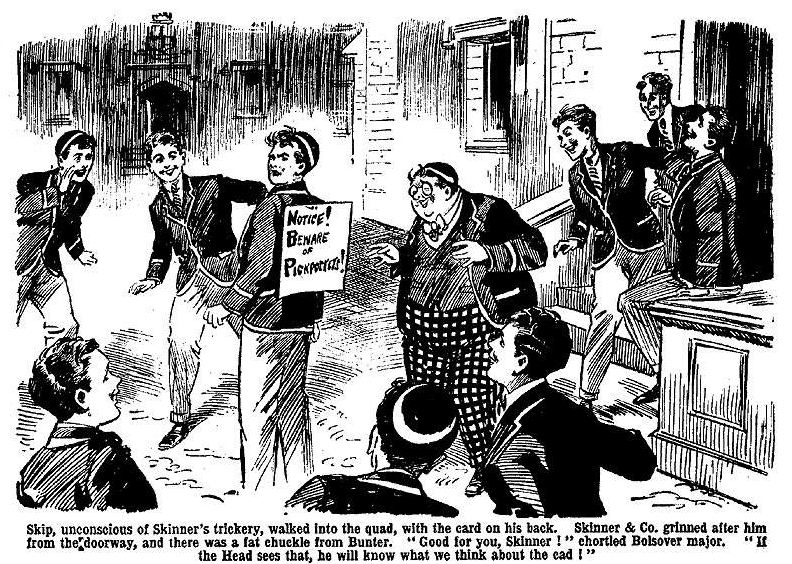 NOTICE!
BEWARE
OF
PICKPOCKETS!
Skip, unconscious of Skinner's trickery, walked into the quad, with the card on his back. Skinner & Co. grinned after him
from the doorway, and there was a fat chuckle from Bunter. "Good for you, Skinner!" chortled Bolsover major. "If
the Head sees that, he will know what we think about the cad!"